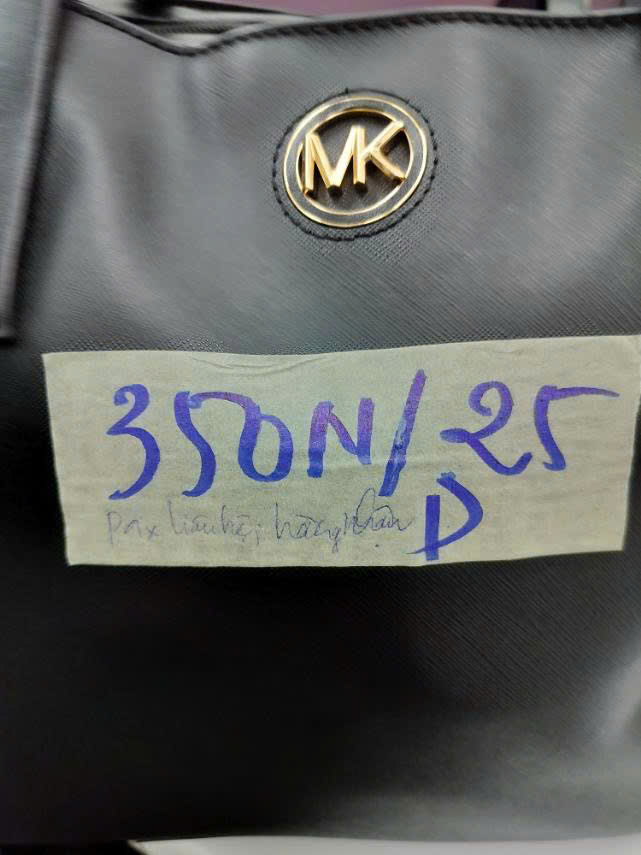 MK
350N/25
Pax liên hệ; hàng nhận D